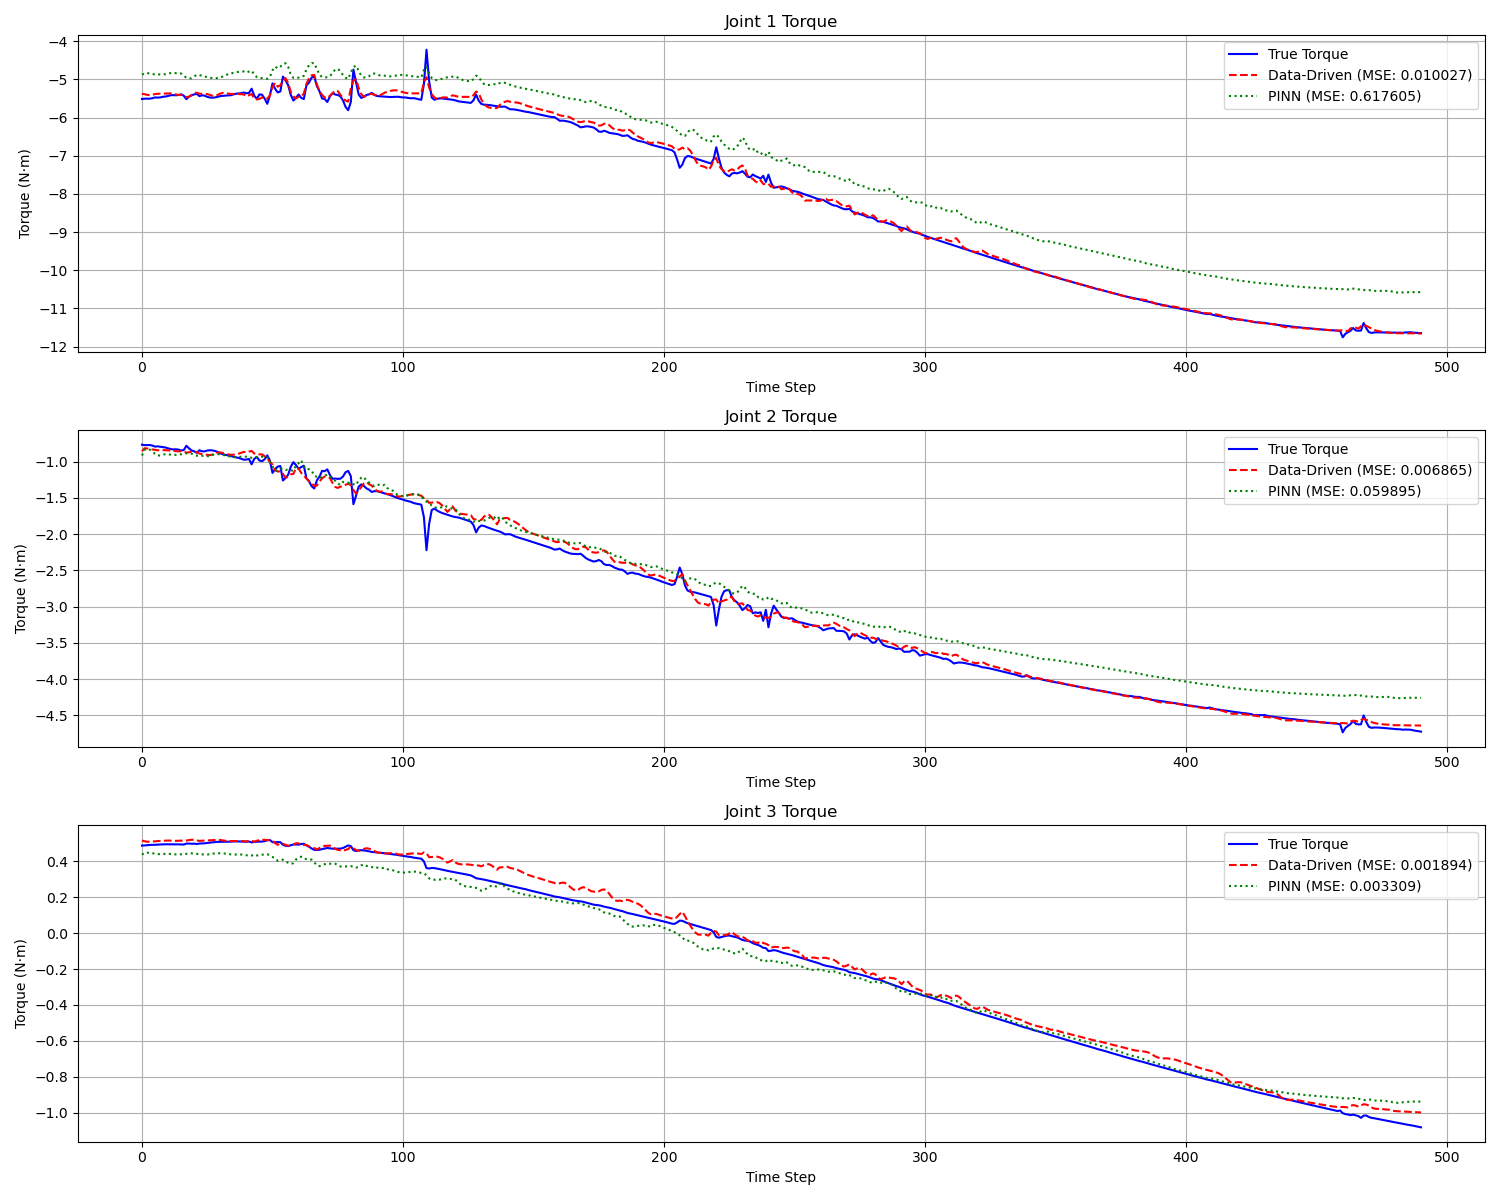 Joint 1 Torque
−4
−5
−6
−7
−8
−9
−10
−11
−12
Torque (N·m)
True Torque
Data-Driven (MSE: 0.010027)
PINN (MSE: 0.617605)
0 100 200 300 400 500
Time Step
Joint 2 Torque
−1.0
−1.5
−2.0
−2.5
−3.0
−3.5
−4.0
−4.5
Torque (N·m)
True Torque
Data-Driven (MSE: 0.006865)
PINN (MSE: 0.059895)
0 100 200 300 400 500
Time Step
Joint 3 Torque
0.4
0.2
0.0
−0.2
−0.4
−0.6
−0.8
−1.0
Torque (N·m)
True Torque
Data-Driven (MSE: 0.001894)
PINN (MSE: 0.003309)
0 100 200 300 400 500
Time Step